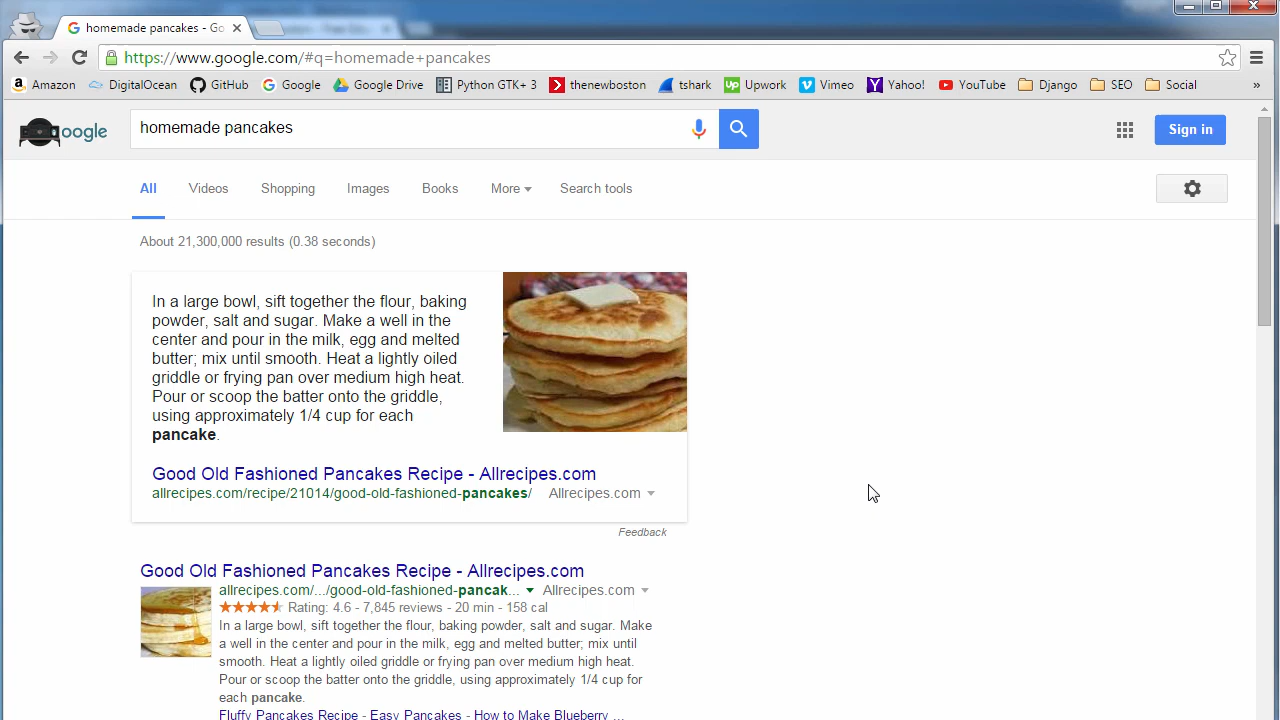 homemade pancakes - Go
https://www.google.com/#q=homemade+pancakes
Amazon DigitalOcean GitHub Google Google Drive Python GTK+ 3 thenewboston tshark Upwork Vimeo Yahoo! YouTube Django SEO Social »
oogle homemade pancakes Sign in
All Videos Shopping Images Books More Search tools
About 21,300,000 results (0.38 seconds)
In a large bowl, sift together the flour, baking
powder, salt and sugar. Make a well in the
center and pour in the milk, egg and melted
butter; mix until smooth. Heat a lightly oiled
griddle or frying pan over medium high heat.
Pour or scoop the batter onto the griddle,
using approximately 1/4 cup for each
pancake.
Good Old Fashioned Pancakes Recipe - Allrecipes.com
allrecipes.com/recipe/21014/good-old-fashioned-pancakes/ Allrecipes.com
Feedback
Good Old Fashioned Pancakes Recipe - Allrecipes.com
allrecipes.com/.../good-old-fashioned-pancak... Allrecipes.com
Rating: 4.6 - 7,845 reviews - 20 min - 158 cal
In a large bowl, sift together the flour, baking powder, salt and sugar. Make
a well in the center and pour in the milk, egg and melted butter; mix until
smooth. Heat a lightly oiled griddle or frying pan over medium high heat.
Pour or scoop the batter onto the griddle, using approximately 1/4 cup for
each pancake.
Fluffy Pancakes Recipe - Easy Pancakes - How to Make Blueberry ...